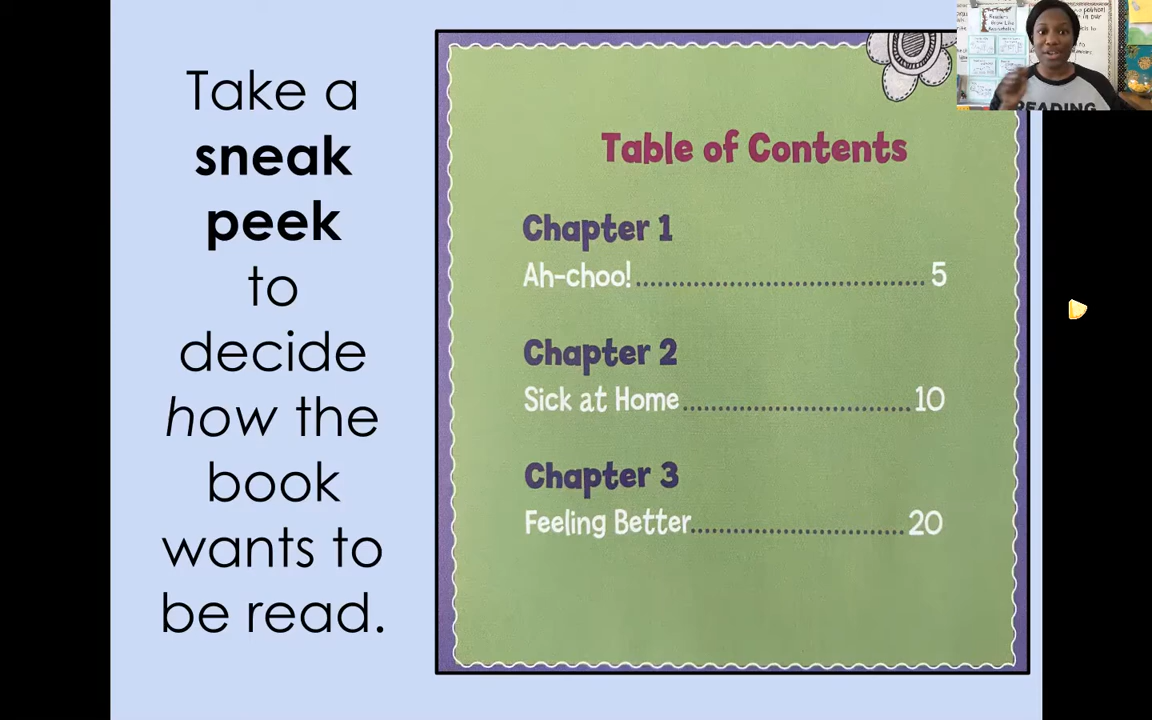 Take a
sneak
peek
to
decide
how the
book
wants to
be read.
Table of Contents
Chapter 1
Ah-choo!........................................5
Chapter 2
Sick at Home................................10
Chapter 3
Feeling Better..............................20
READING